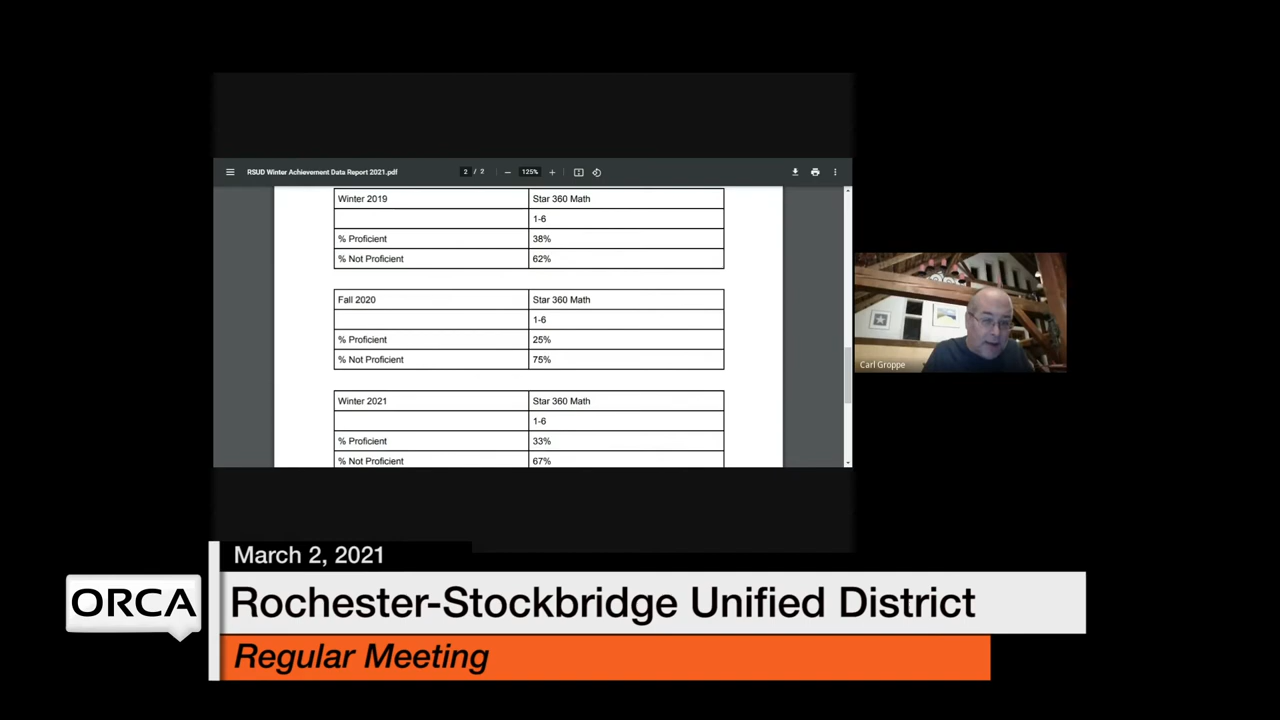 RSUD Winter Achievement Data Report 2021.pdf 2 / 2 125%
Winter 2019 Star 360 Math
1-6
% Proficient 38%
% Not Proficient 62%
Fall 2020 Star 360 Math
1-6
% Proficient 25%
% Not Proficient 75%
Winter 2021 Star 360 Math
1-6
% Proficient 33%
% Not Proficient 67%
Carl Groppe
March 2, 2021
ORCA
Rochester-Stockbridge Unified District
Regular Meeting